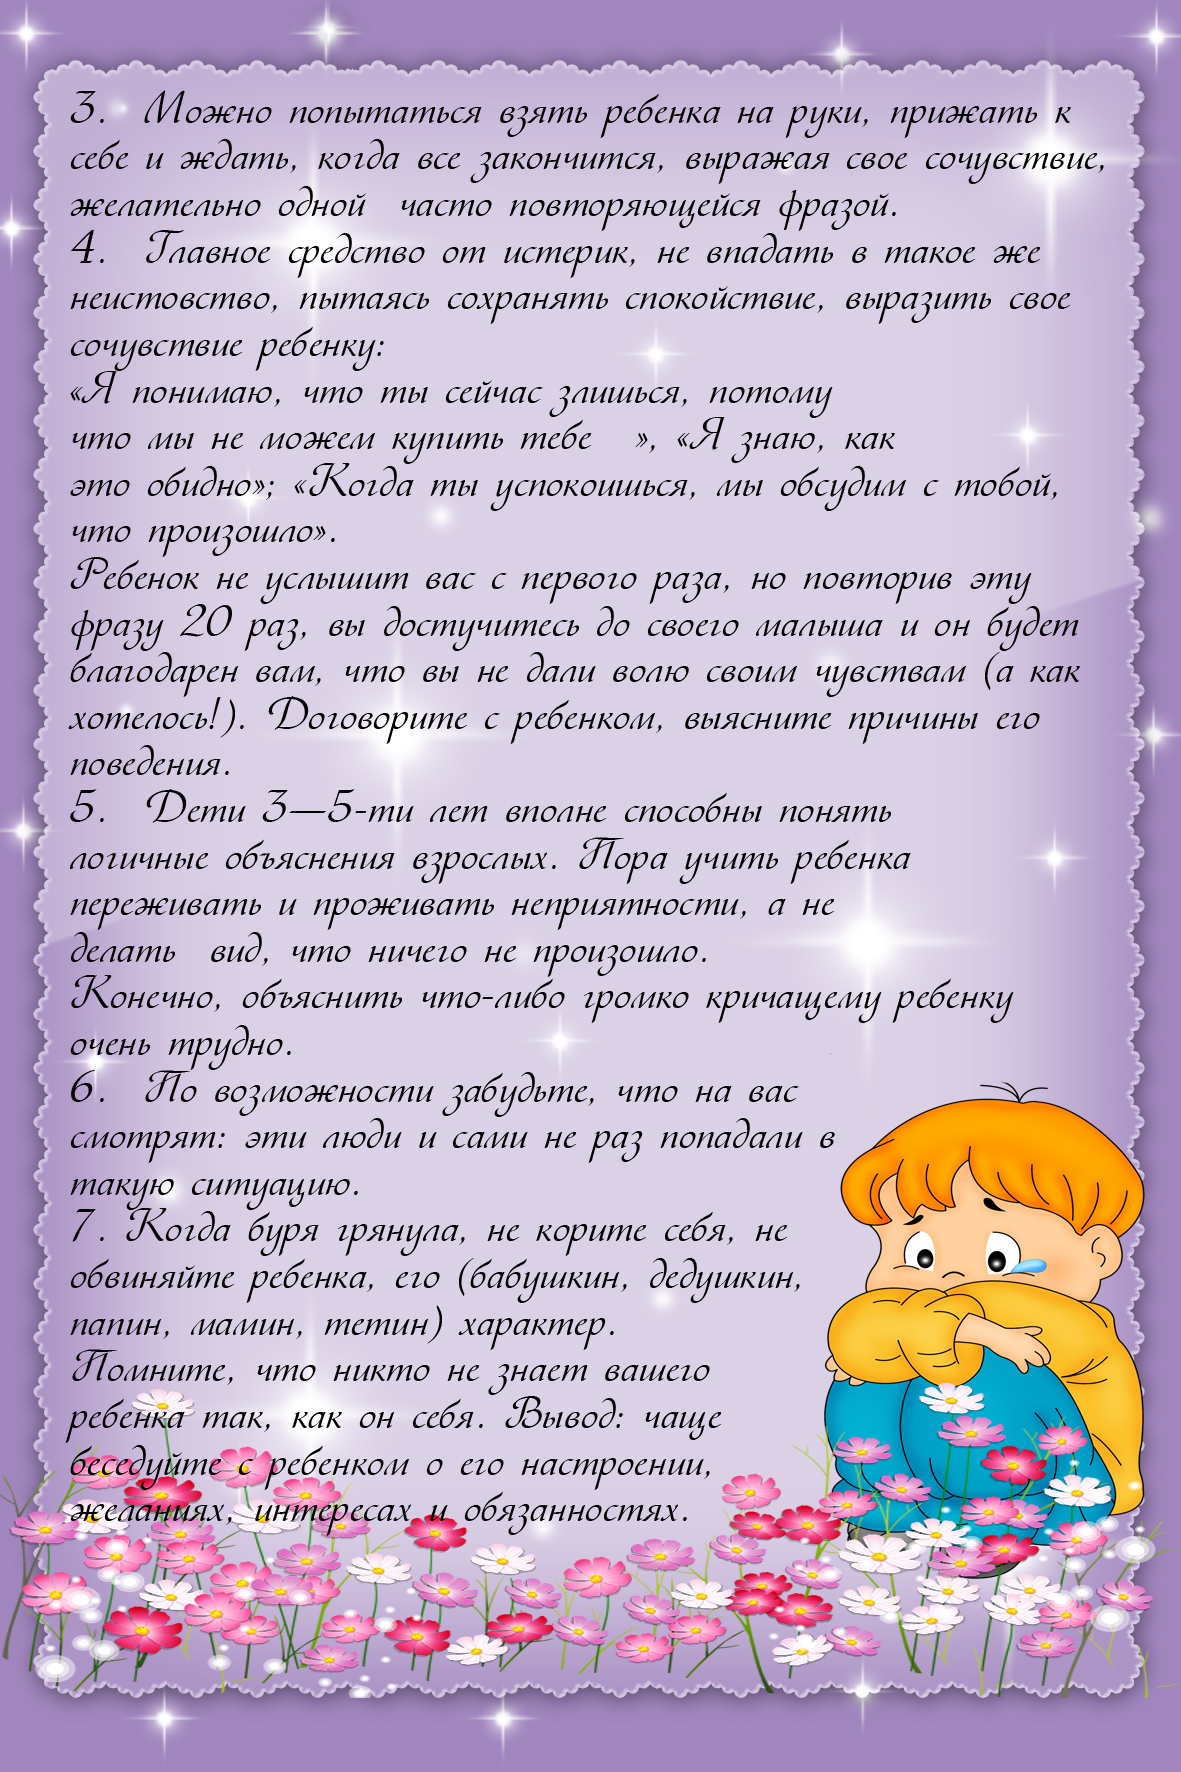 3. Можно попытаться взять ребенка на руки, прижать к
себе и ждать, когда все закончится, выражая свое сочувствие,
желательно одной часто повторяющейся фразой.
4. Главное средство от истерик, не впадать в такое же
неистовство, пытаясь сохранять спокойствие, выразить свое
сочувствие ребенку:
«Я понимаю, что ты сейчас злишься, потому
что мы не можем купить тебе », «Я знаю, как
это обидно»; «Когда ты успокоишься, мы обсудим с тобой,
что произошло».
Ребенок не услышит вас с первого раза, но повторив эту
фразу 20 раз, вы достучитесь до своего малыша и он будет
благодарен вам, что вы не дали волю своим чувствам (а как
хотелось!). Договорите с ребенком, выясните причины его
поведения.
5. Дети 3—5-ти лет вполне способны понять
логичные объяснения взрослых. Пора учить ребенка
переживать и проживать неприятности, а не
делать вид, что ничего не произошло.
Конечно, объяснить что-либо громко кричащему ребенку
очень трудно.
6. По возможности забудьте, что на вас
смотрят: эти люди и сами не раз попадали в
такую ситуацию.
7. Когда буря грянула, не корите себя, не
обвиняйте ребенка, его (бабушкин, дедушкин,
папин, мамин, тетин) характер.
Помните, что никто не знает вашего
ребенка так, как он себя. Вывод: чаще
беседуйте с ребенком о его настроении,
желаниях, интересах и обязанностях.